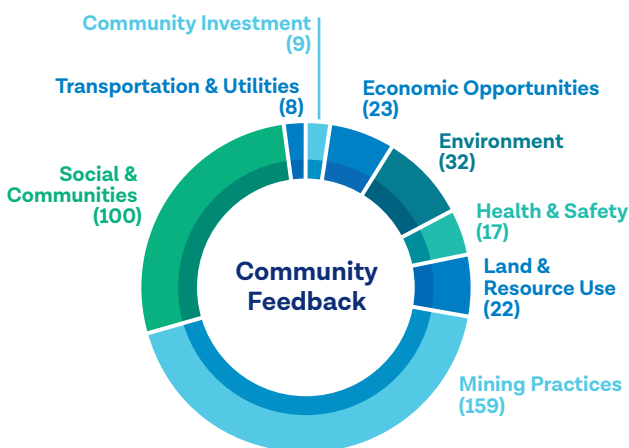 Community Investment
(9)
Transportation & Utilities
(8)
Economic Opportunities
(23)
Environment
(32)
Health & Safety
(17)
Land &
Resource Use
(22)
Mining Practices
(159)
Social &
Communities
(100)
Community
Feedback